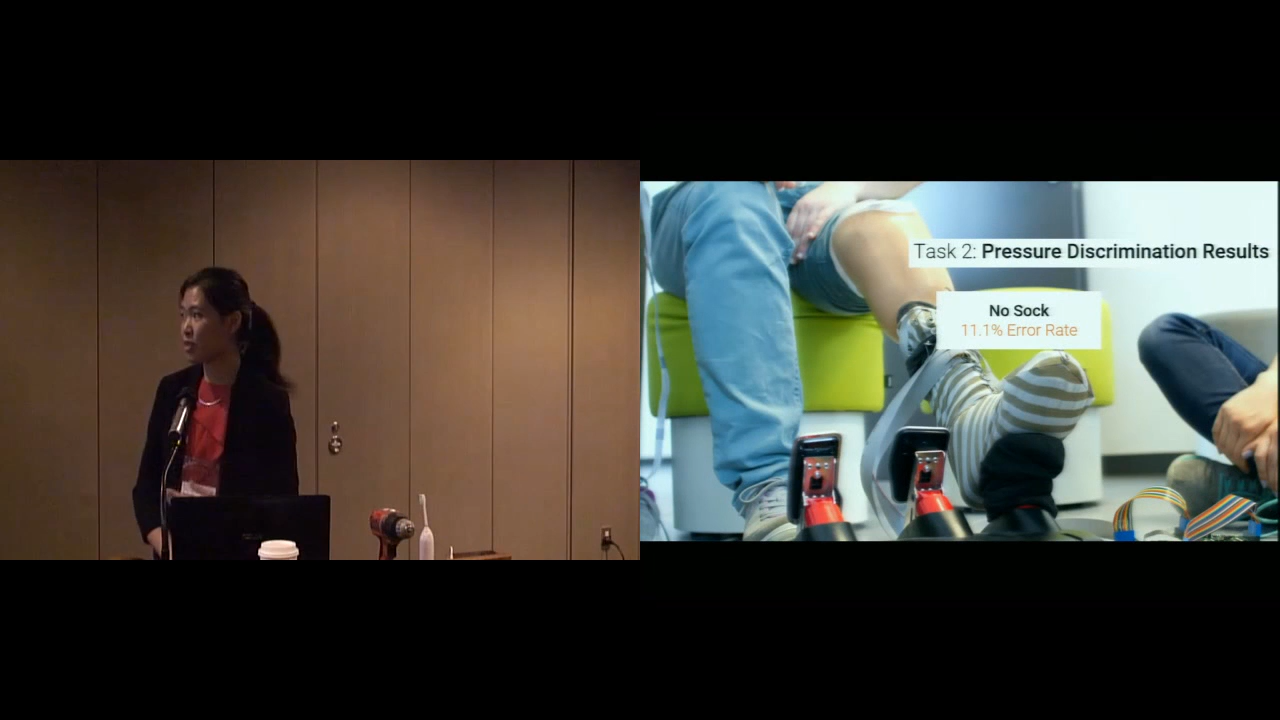 Task 2: Pressure Discrimination Results
No Sock
11.1% Error Rate